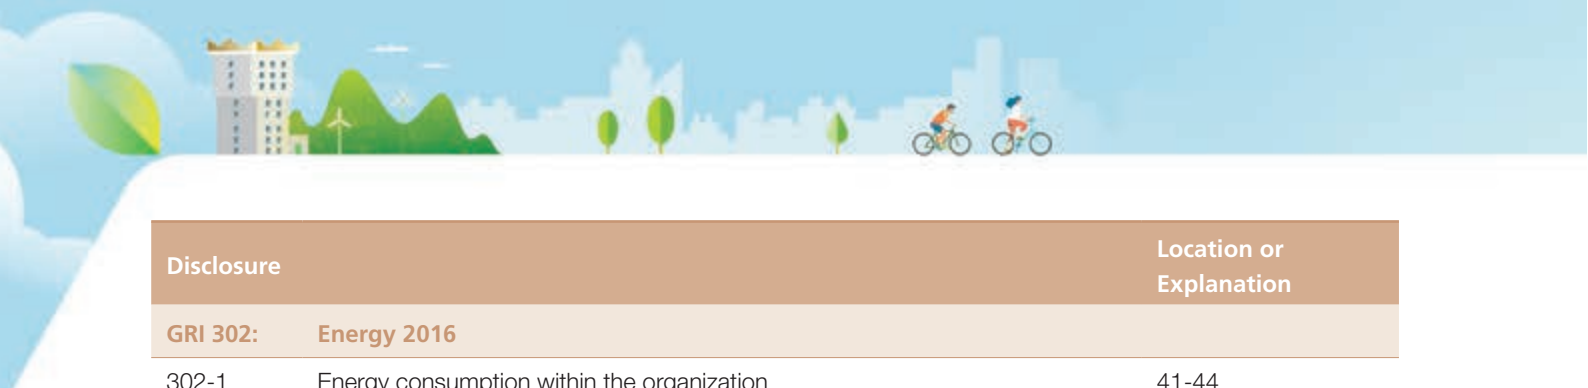 Disclosure
Location or
Explanation
GRI 302: Energy 2016
302-1 Energy consumption within the organization 41-44